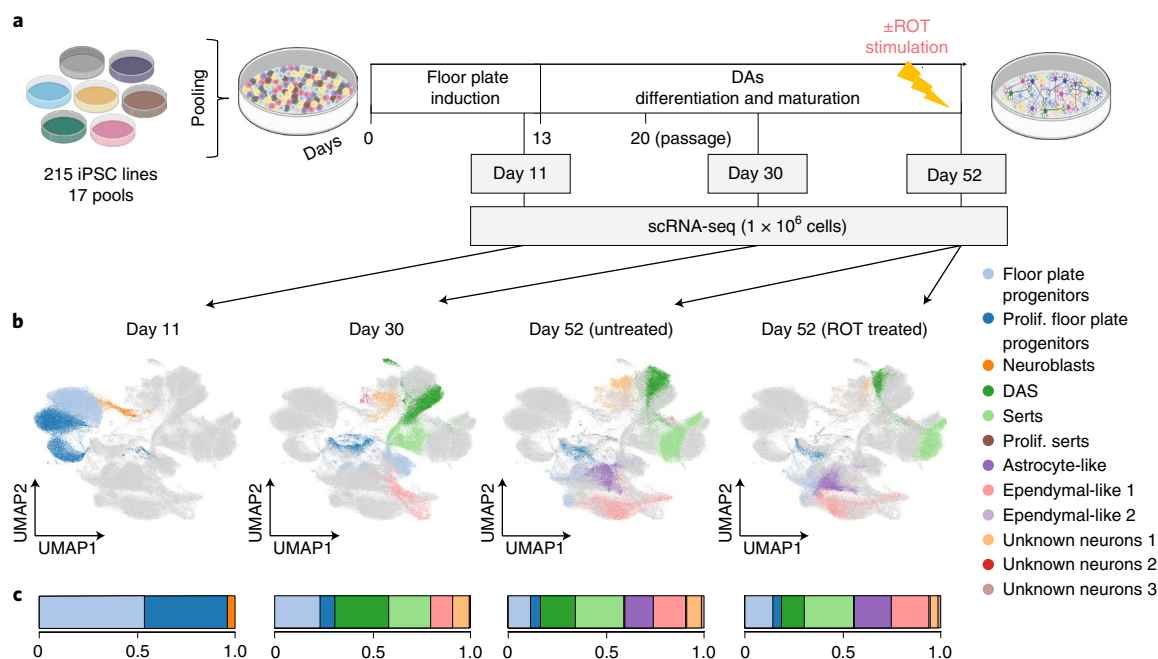 a
±ROT
stimulation
Pooling
Floor plate
induction
DAs
differentiation and maturation
Days
0
13
20 (passage)
215 iPSC lines
17 pools
Day 11
Day 30
Day 52
scRNA-seq (1 × 10⁶ cells)
b
Day 11
Day 30
Day 52 (untreated)
Day 52 (ROT treated)
UMAP2
UMAP1
UMAP2
UMAP1
UMAP2
UMAP1
UMAP2
UMAP1
Floor plate
progenitors
Prolif. floor plate
progenitors
Neuroblasts
DAS
Serts
Prolif. serts
Astrocyte-like
Ependymal-like 1
Ependymal-like 2
Unknown neurons 1
Unknown neurons 2
Unknown neurons 3
c
0 0.5 1.0
0 0.5 1.0
0 0.5 1.0
0 0.5 1.0